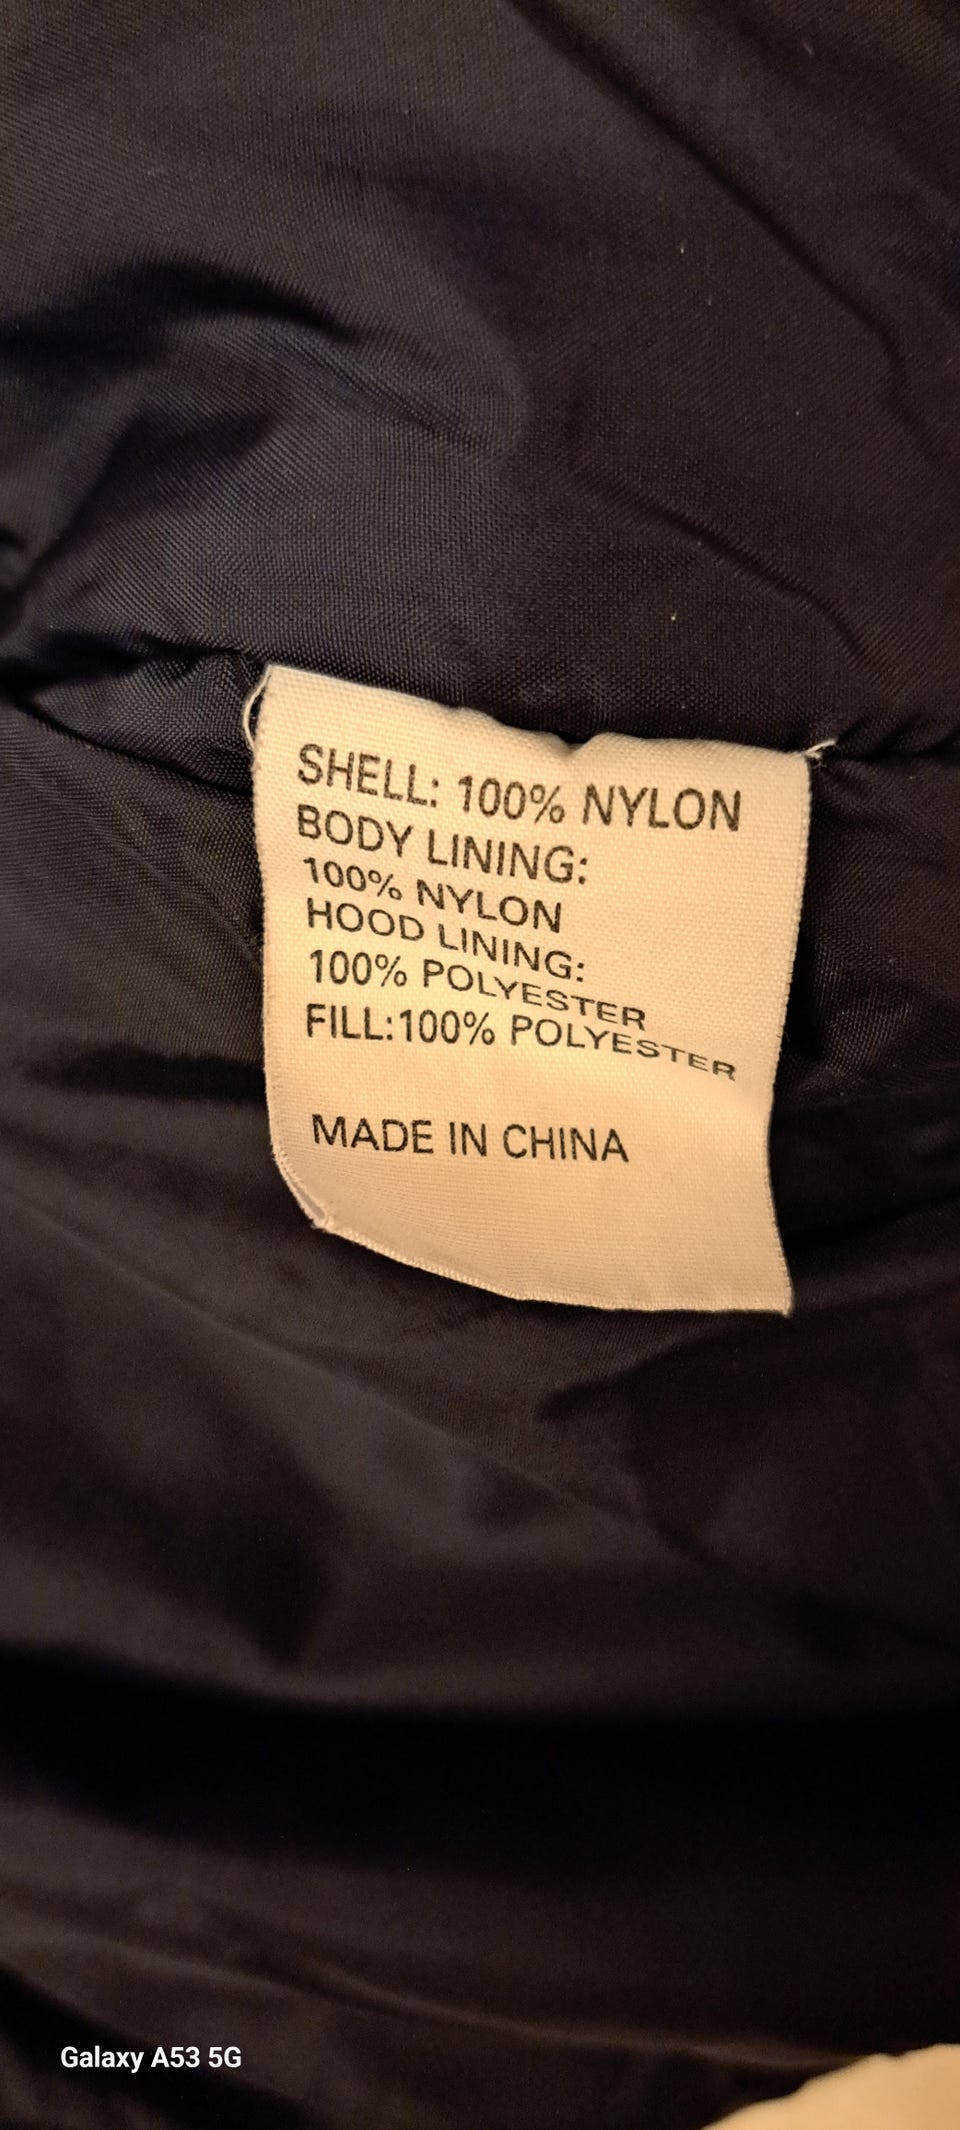 SHELL: 100% NYLON
BODY LINING:
100% NYLON
HOOD LINING:
100% POLYESTER
FILL:100% POLYESTER
MADE IN CHINA
Galaxy A53 5G